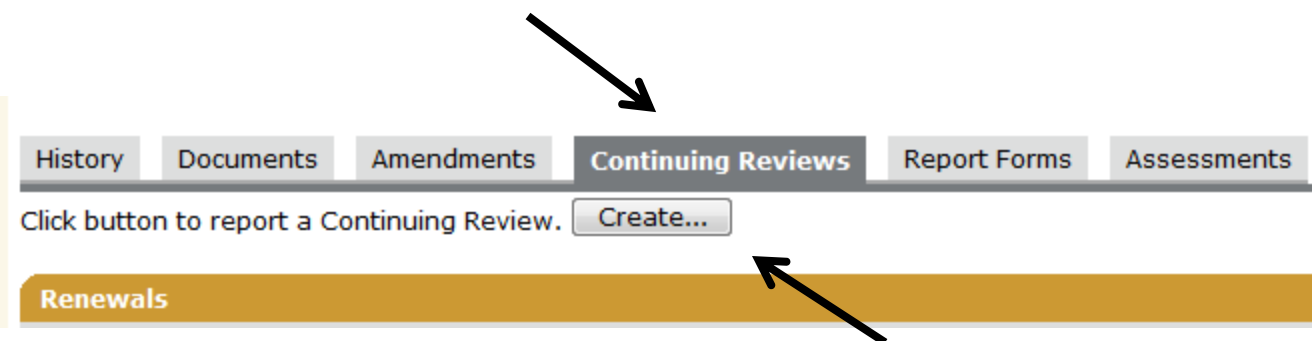 History Documents Amendments Continuing Reviews Report Forms Assessments
Click button to report a Continuing Review. Create...
Renewals